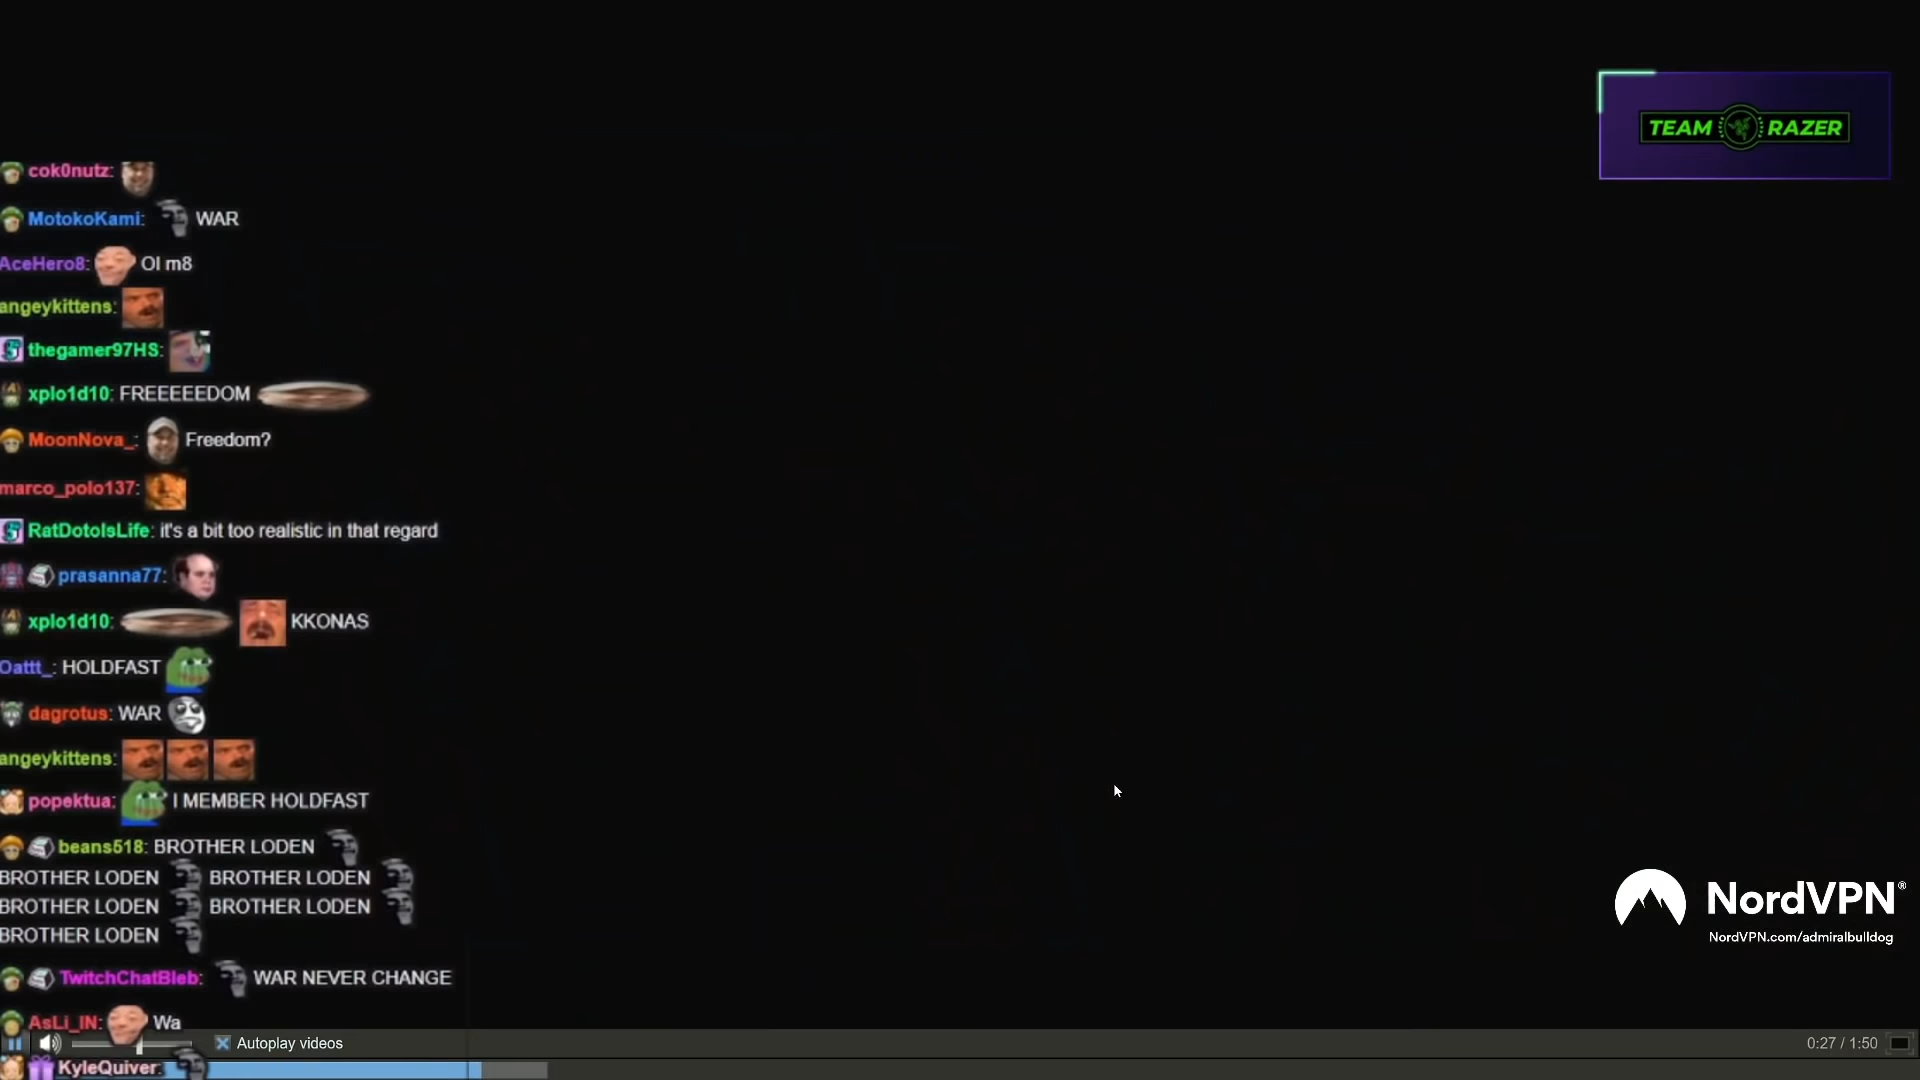 TEAM RAZER
cok0nutz:
MotokoKami: WAR
AceHero8: OI m8
angeykittens:
thegamer97HS:
xplo1d10: FREEEEEDOM
MoonNova_: Freedom?
marco_polo137:
RatDotoIsLife: it's a bit too realistic in that regard
prasanna77:
xplo1d10: KKONAS
Oattt_: HOLDFAST
dagrotus: WAR
angeykittens:
popektua: I MEMBER HOLDFAST
beans518: BROTHER LODEN
BROTHER LODEN BROTHER LODEN
BROTHER LODEN BROTHER LODEN
BROTHER LODEN
TwitchChatBleb: WAR NEVER CHANGE
AsLi_IN: Wa
KyleQuiver:
NordVPN®
NordVPN.com/admiralbulldog
Autoplay videos
0:27 / 1:50